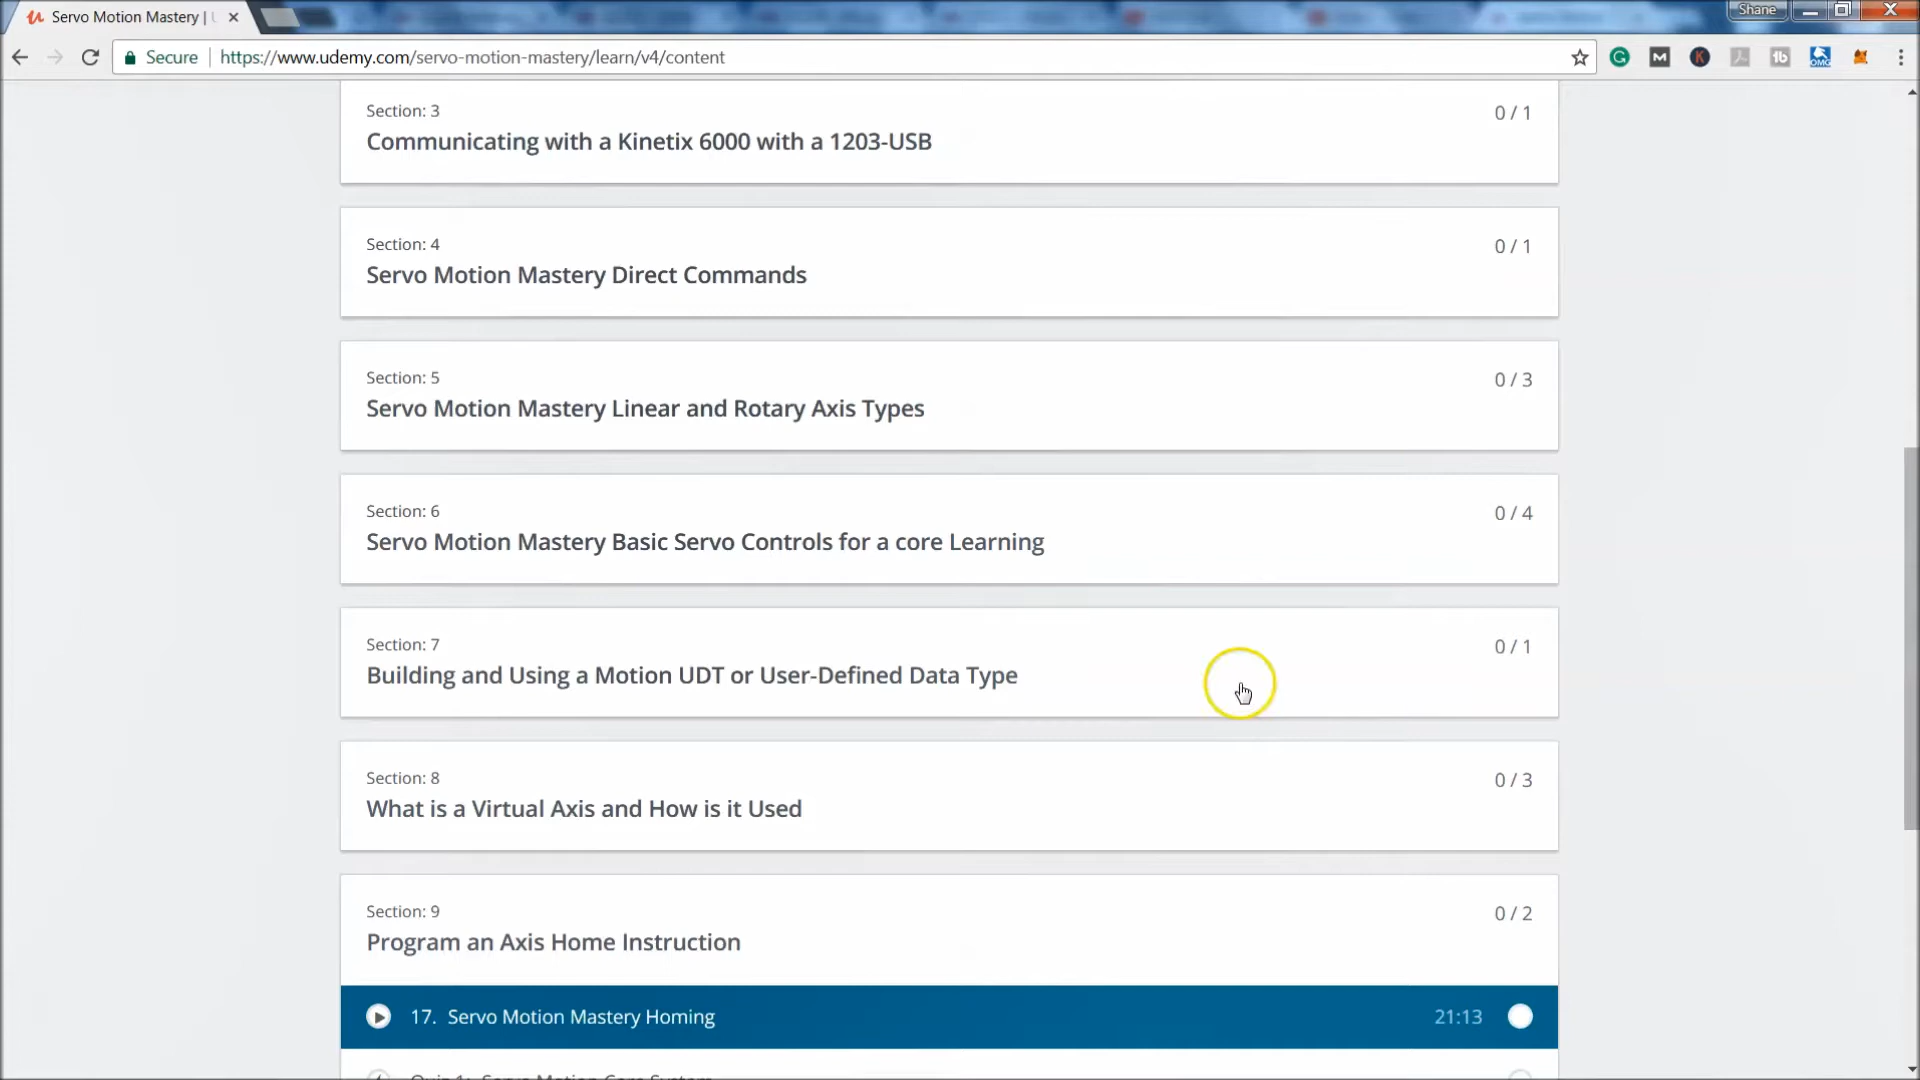 Servo Motion Mastery |
Shane
Secure
https://www.udemy.com/servo-motion-mastery/learn/v4/content
Section: 3
0 / 1
Communicating with a Kinetix 6000 with a 1203-USB
Section: 4
0 / 1
Servo Motion Mastery Direct Commands
Section: 5
0 / 3
Servo Motion Mastery Linear and Rotary Axis Types
Section: 6
0 / 4
Servo Motion Mastery Basic Servo Controls for a core Learning
Section: 7
0 / 1
Building and Using a Motion UDT or User-Defined Data Type
Section: 8
0 / 3
What is a Virtual Axis and How is it Used
Section: 9
0 / 2
Program an Axis Home Instruction
17. Servo Motion Mastery Homing
21:13